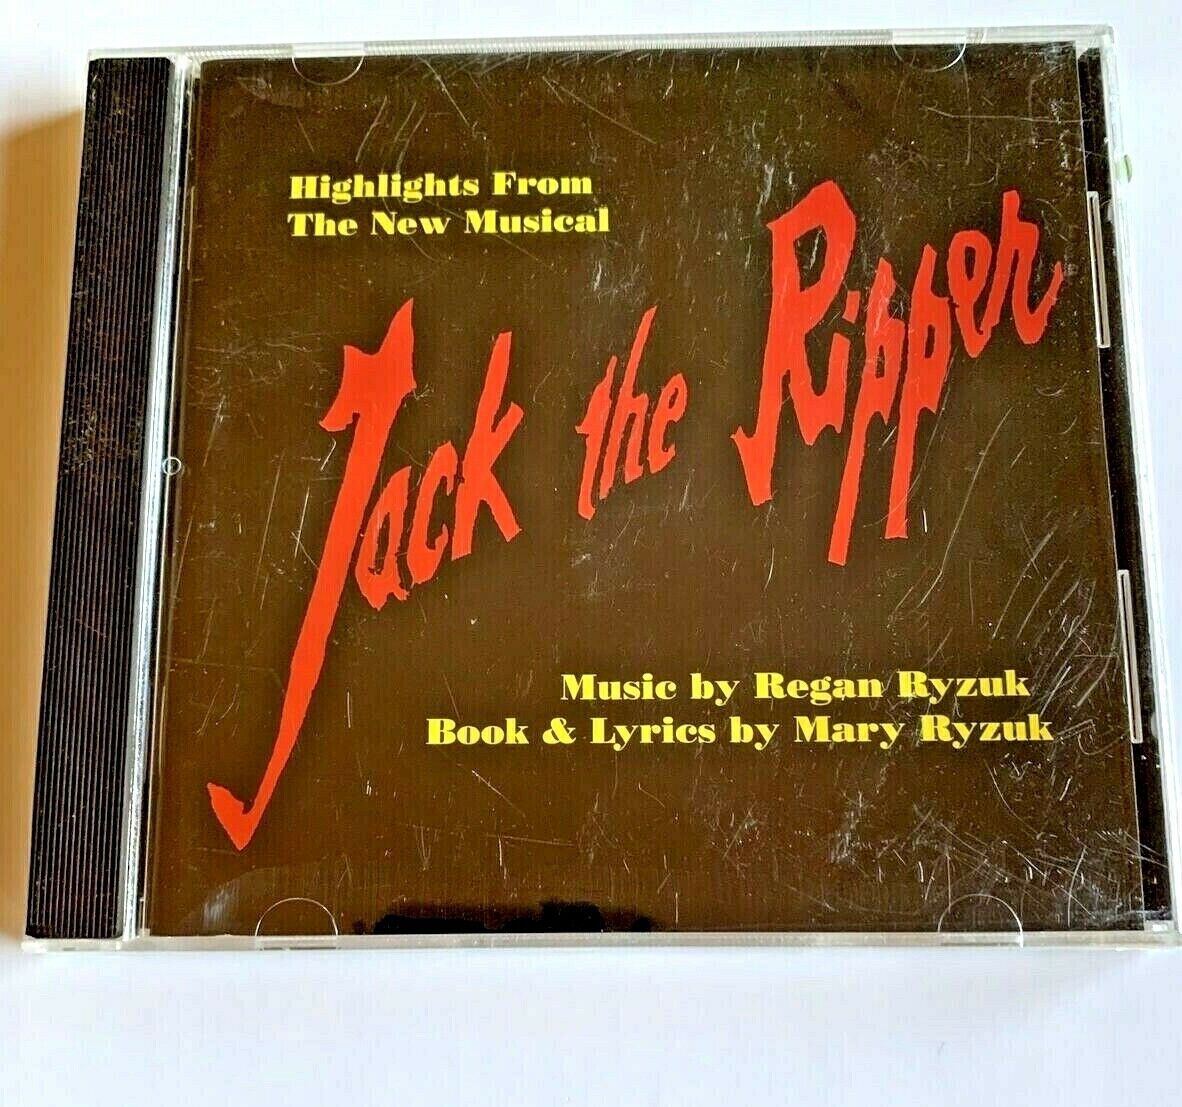 Highlights From
The New Musical
Jack the Ripper
Music by Regan Ryzuk
Book & Lyrics by Mary Ryzuk